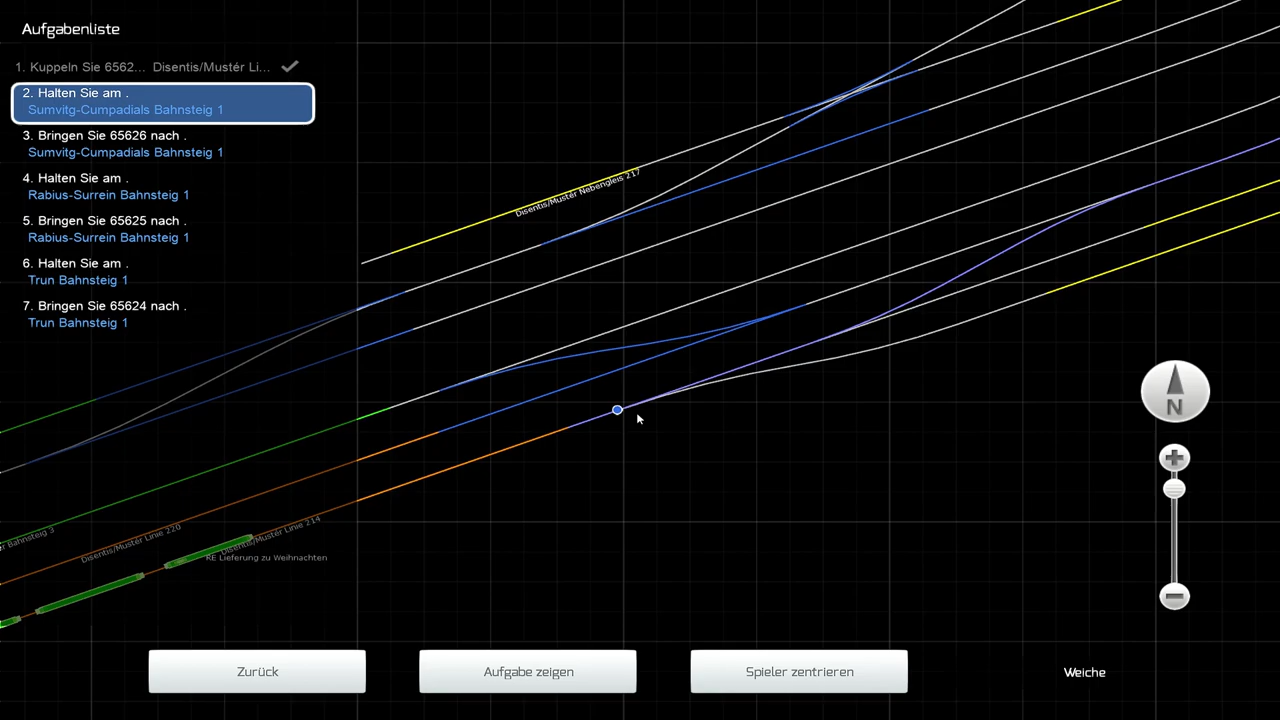 Aufgabenliste
1. Kuppeln Sie 6562... Disentis/Mustér Li...
2. Halten Sie am .
Sumvitg-Cumpadials Bahnsteig 1
3. Bringen Sie 65626 nach .
Sumvitg-Cumpadials Bahnsteig 1
4. Halten Sie am .
Rabius-Surrein Bahnsteig 1
5. Bringen Sie 65625 nach .
Rabius-Surrein Bahnsteig 1
6. Halten Sie am .
Trun Bahnsteig 1
7. Bringen Sie 65624 nach .
Trun Bahnsteig 1
Disentis/Mustér Nebengleis 217
N
r Bahnsteig 3
Disentis/Mustér Linie 220
Disentis/Mustér Linie 214
RE Lieferung zu Weihnachten
Zurück
Aufgabe zeigen
Spieler zentrieren
Weiche